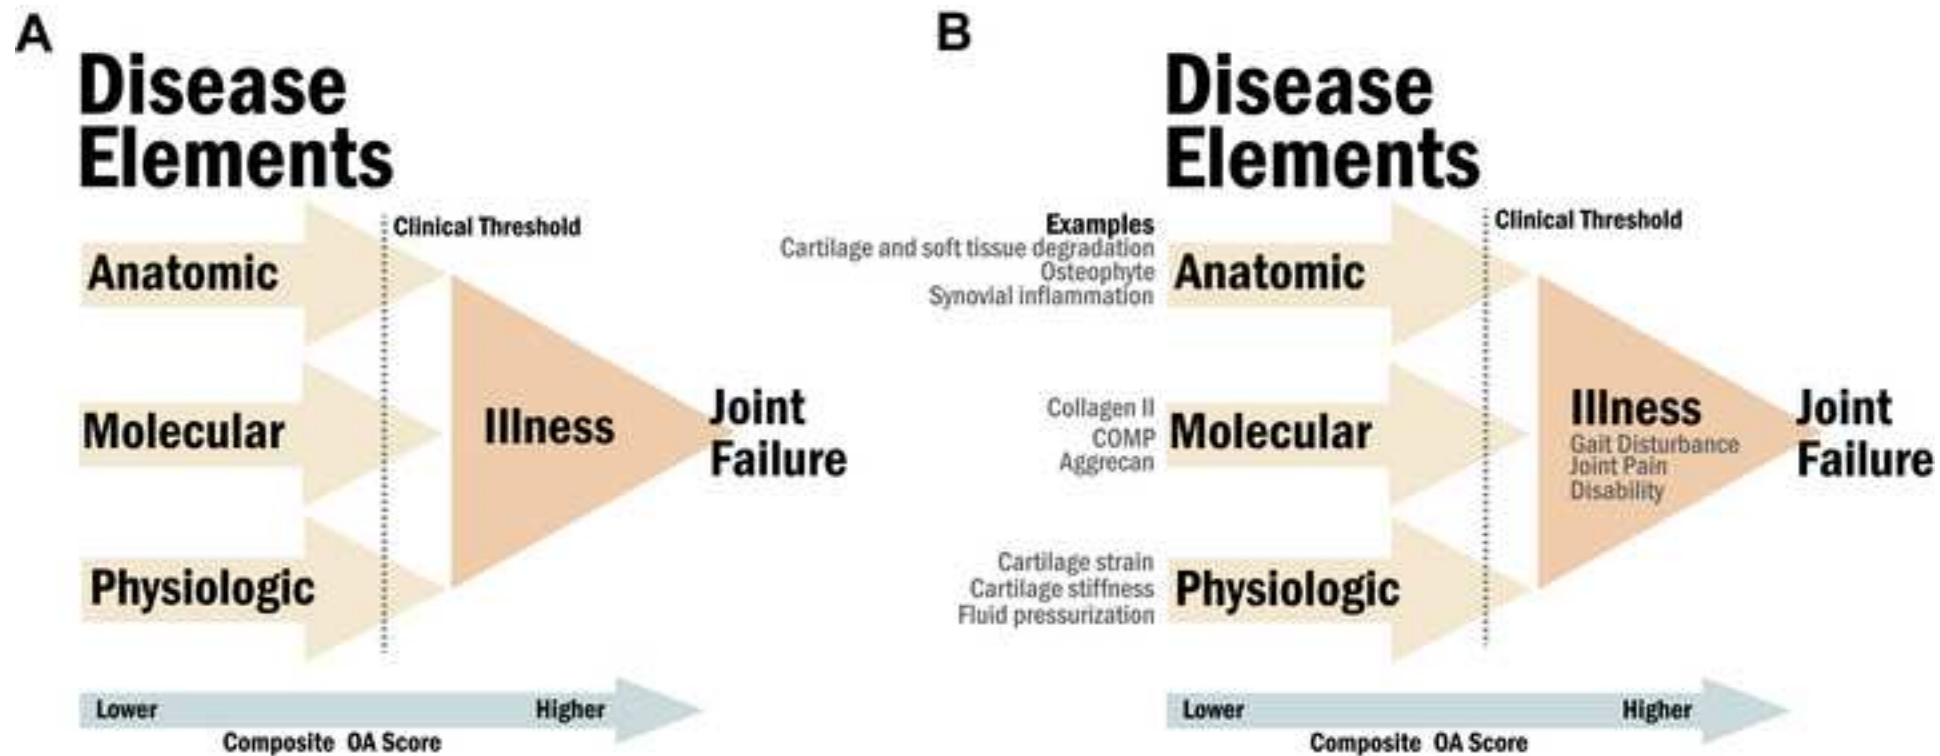 A
Disease
Elements
Clinical Threshold
Anatomic
Molecular
Physiologic
Illness
Joint
Failure
Lower
Higher
Composite OA Score
B
Disease
Elements
Examples
Cartilage and soft tissue degradation
Osteophyte
Synovial inflammation
Clinical Threshold
Anatomic
Collagen II
COMP
Aggrecan
Molecular
Cartilage strain
Cartilage stiffness
Fluid pressurization
Physiologic
Illness
Gait Disturbance
Joint Pain
Disability
Joint
Failure
Lower
Higher
Composite OA Score